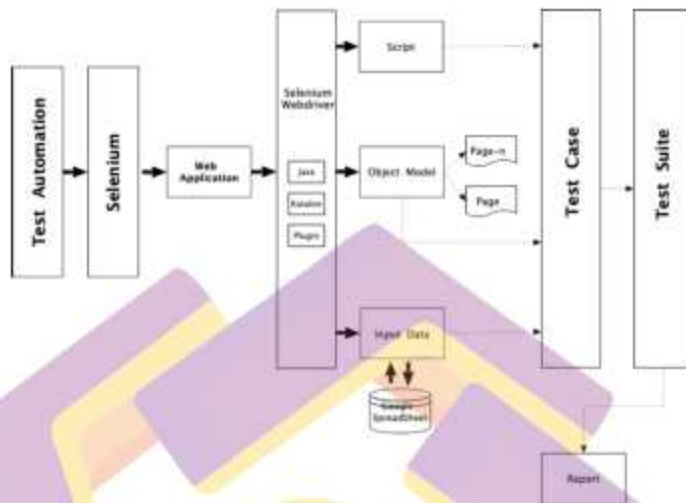 Test Automation
Selenium
Web
Application
Selenium
Webdriver
Java
Katalon
Plugin
Script
Object Model
Page-n
Page
Input Data
Google
Spreadsheet
Test Case
Test Suite
Report